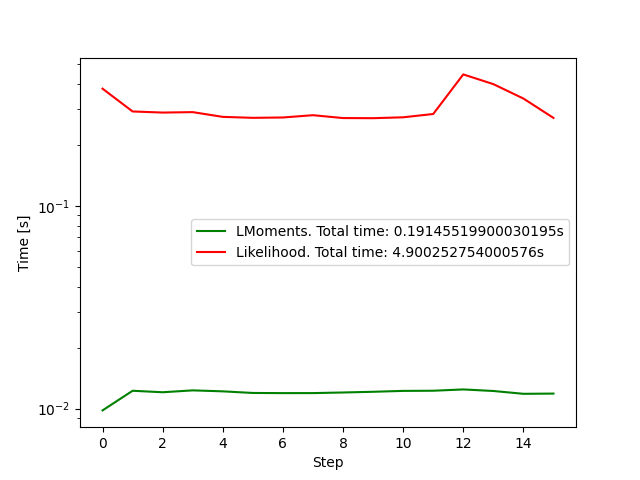 Time [s]
10⁻¹
10⁻²
LMoments. Total time: 0.19145519900030195s
Likelihood. Total time: 4.900252754000576s
0 2 4 6 8 10 12 14
Step